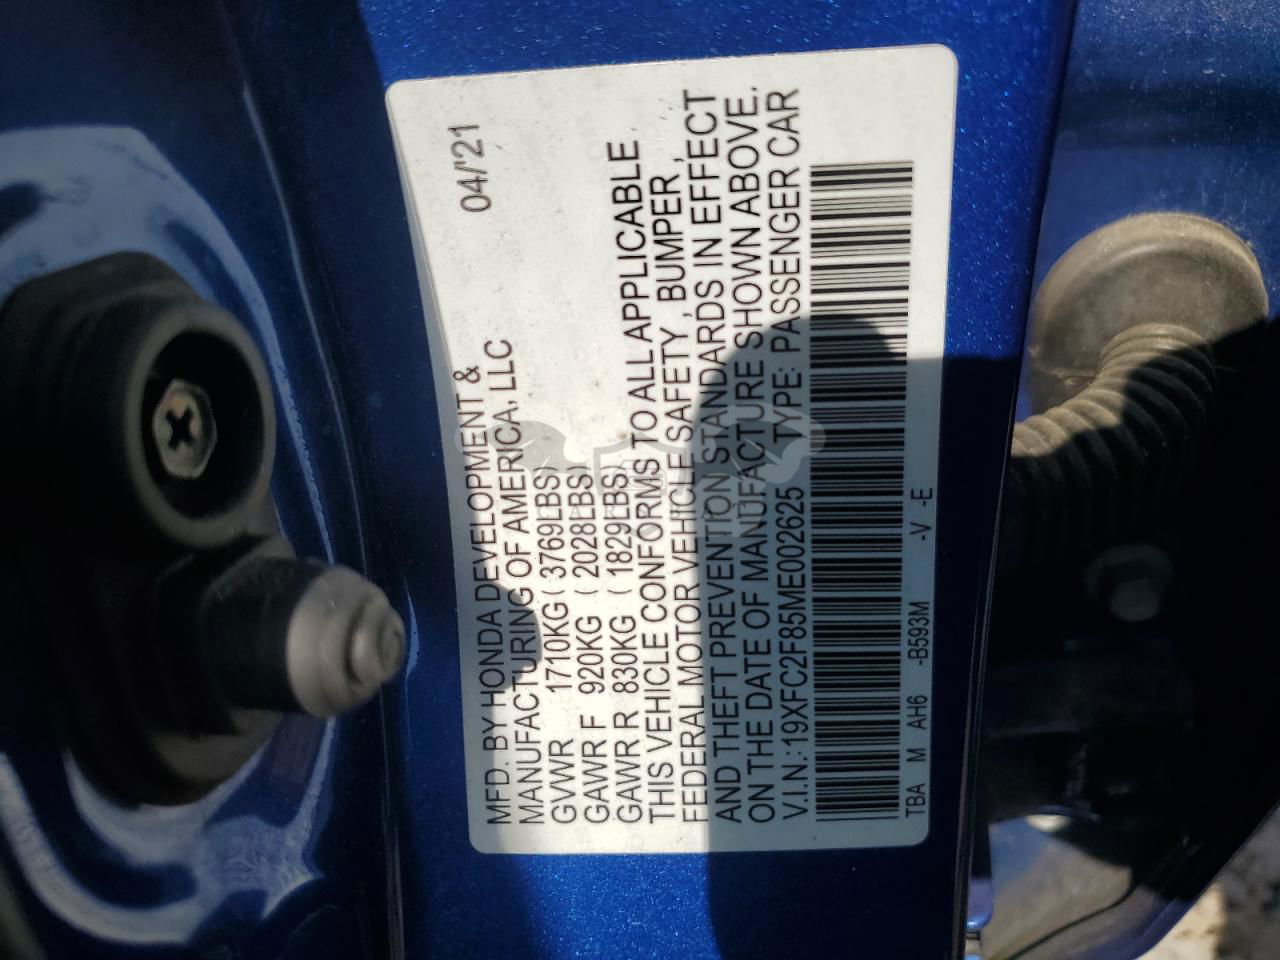 04/'21
MFD. BY HONDA DEVELOPMENT &
MANUFACTURING OF AMERICA, LLC
GVWR 1710KG ( 3769LBS)
GAWR F 920KG ( 2028LBS)
GAWR R 830KG ( 1829LBS)
THIS VEHICLE CONFORMS TO ALL APPLICABLE
FEDERAL MOTOR VEHICLE SAFETY, BUMPER,
AND THEFT PREVENTION STANDARDS IN EFFECT
ON THE DATE OF MANUFACTURE SHOWN ABOVE.
V.I.N.: 19XFC2F85ME002625 TYPE: PASSENGER CAR
TBA M AH6 -B593M -V -E